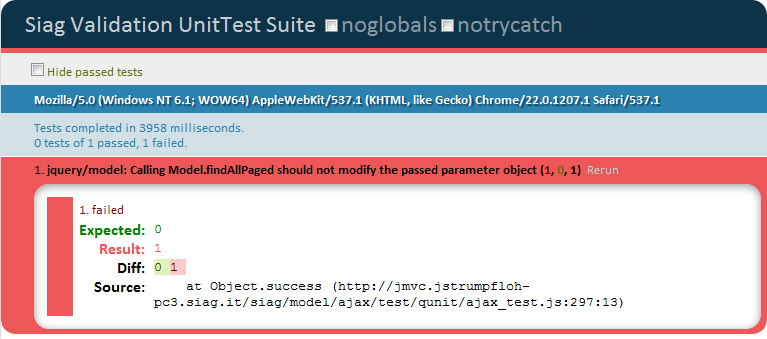 Siag Validation UnitTest Suite noglobals notrycatch
Hide passed tests
Mozilla/5.0 (Windows NT 6.1; WOW64) AppleWebKit/537.1 (KHTML, like Gecko) Chrome/22.0.1207.1 Safari/537.1
Tests completed in 3958 milliseconds.
0 tests of 1 passed, 1 failed.
1. jquery/model: Calling Model.findAllPaged should not modify the passed parameter object (1, 0, 1) Rerun
1. failed
Expected: 0
Result: 1
Diff: 0 1
Source: at Object.success (http://jmvc.jstrumpfloh-
pc3.siag.it/siag/model/ajax/test/qunit/ajax_test.js:297:13)